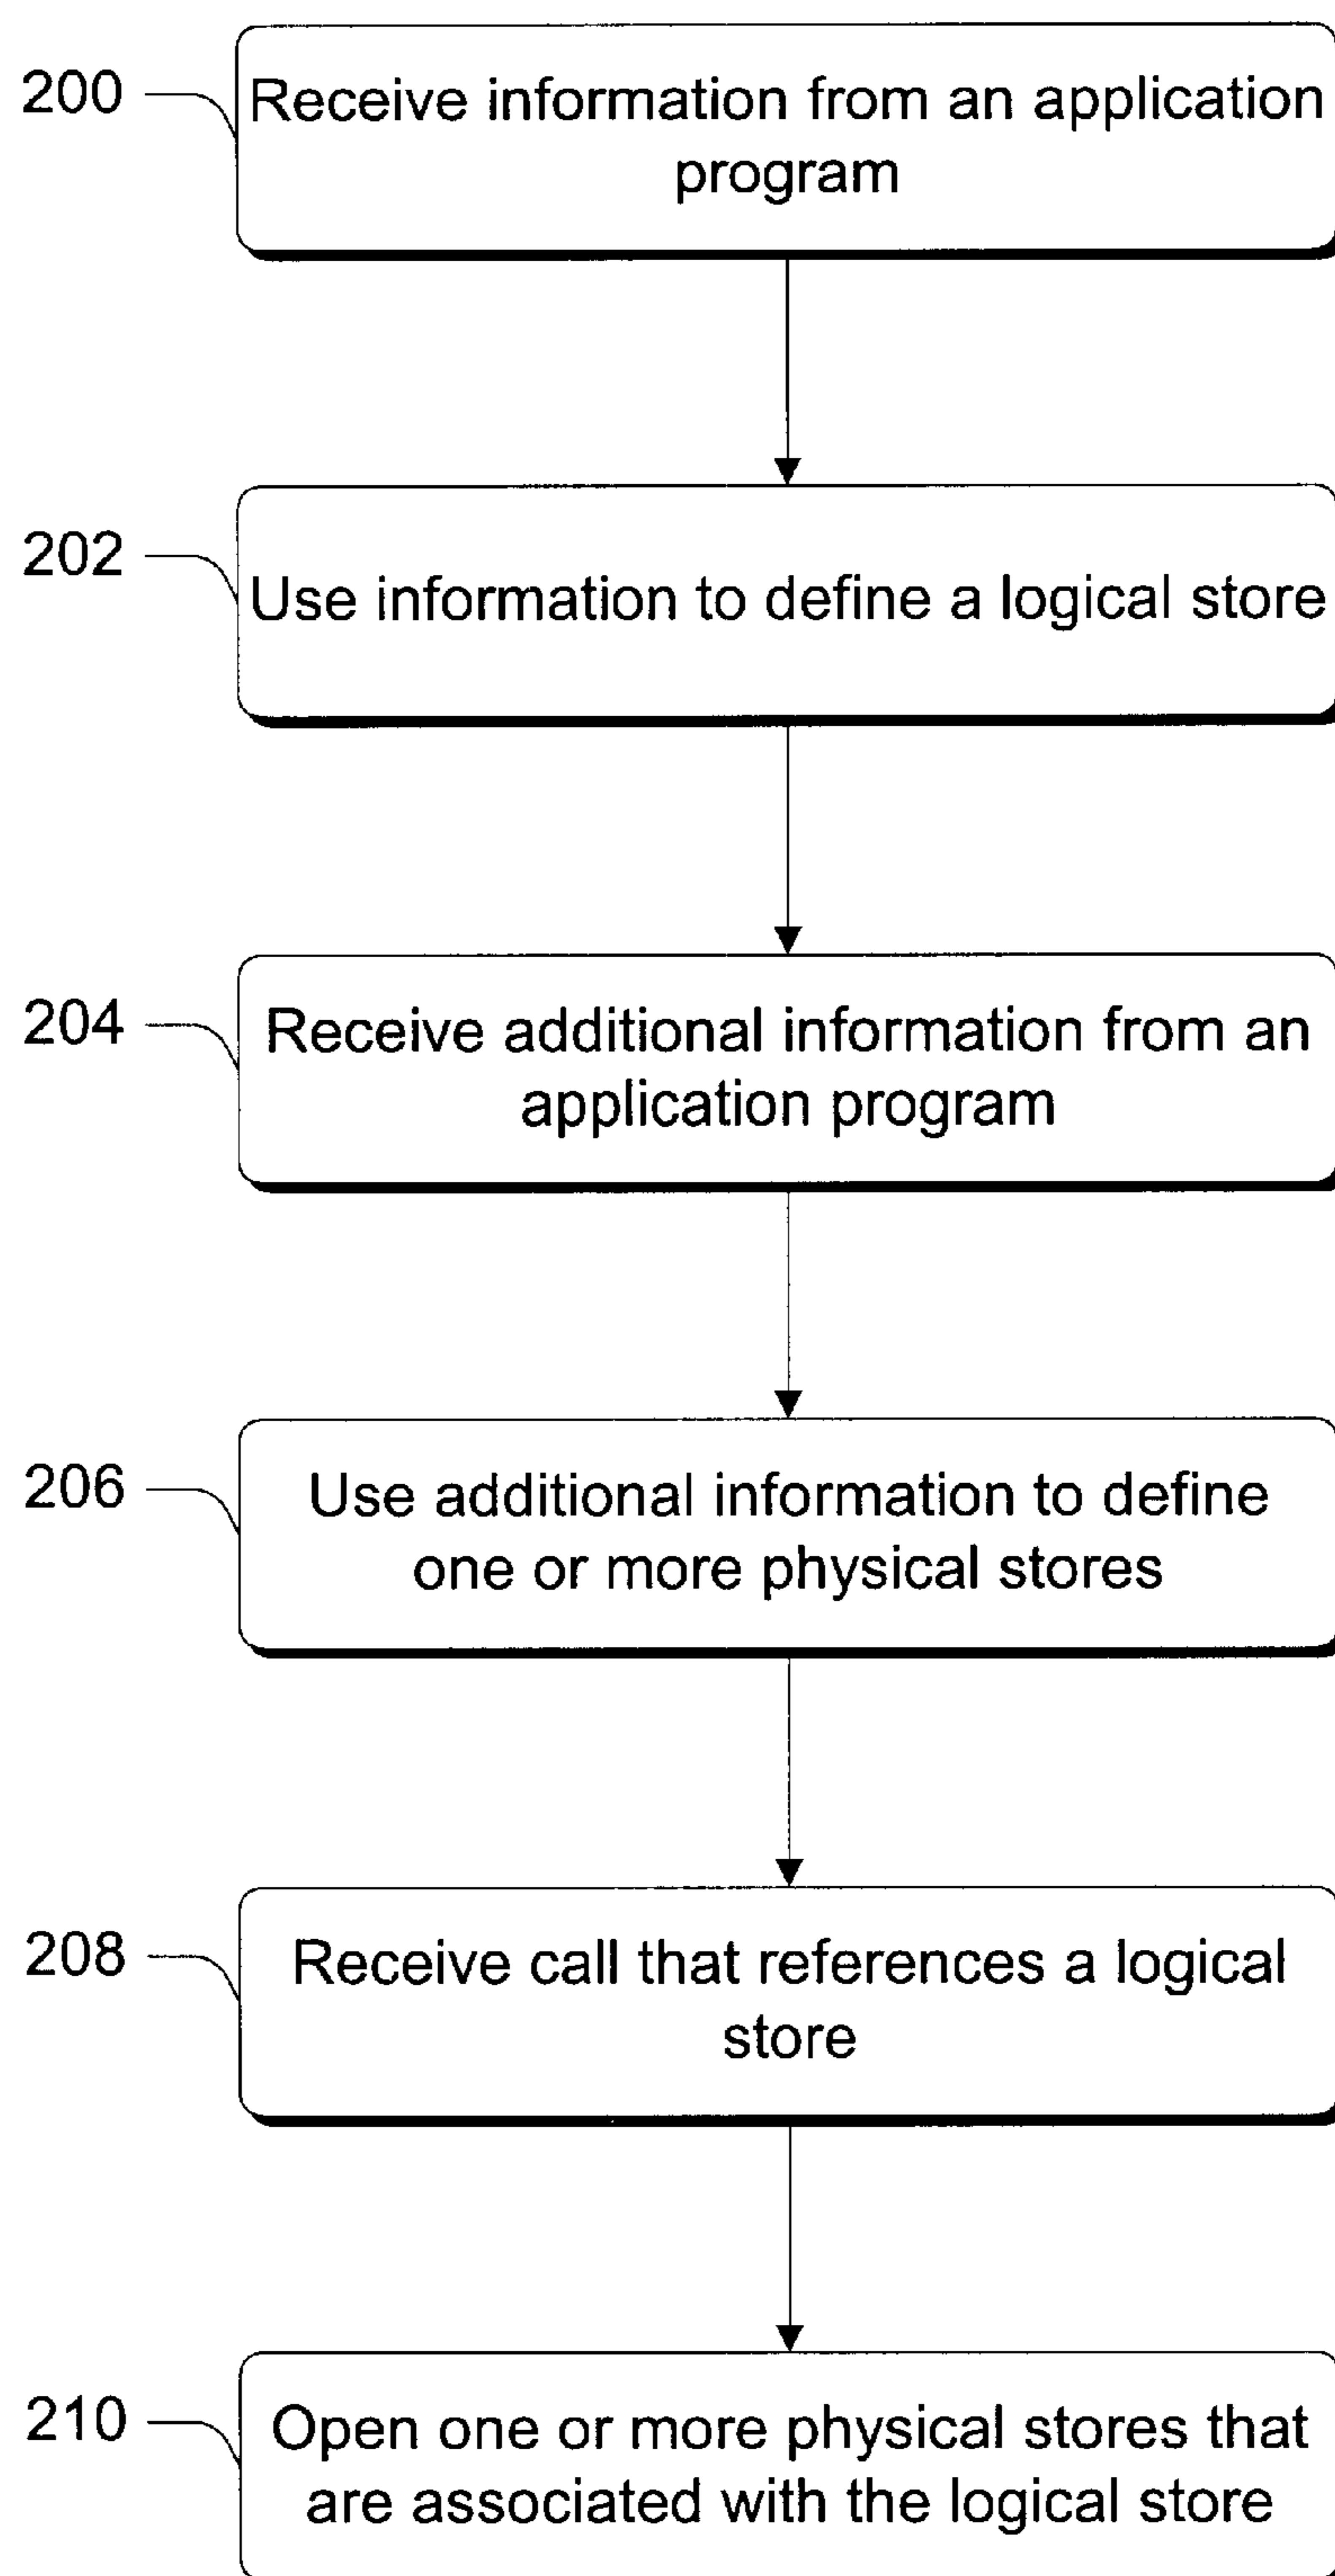 200
Receive information from an application
program
202
Use information to define a logical store
204
Receive additional information from an
application program
206
Use additional information to define
one or more physical stores
208
Receive call that references a logical
store
210
Open one or more physical stores that
are associated with the logical store